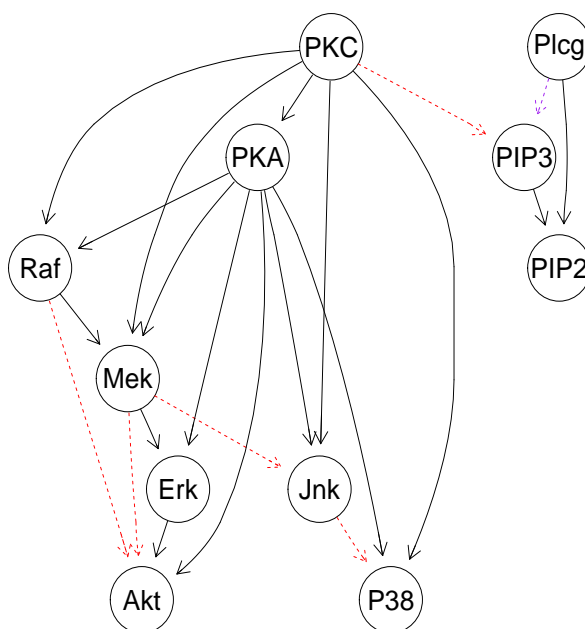 PKC
Plcg
PKA
PIP3
Raf
PIP2
Mek
Erk
Jnk
Akt
P38